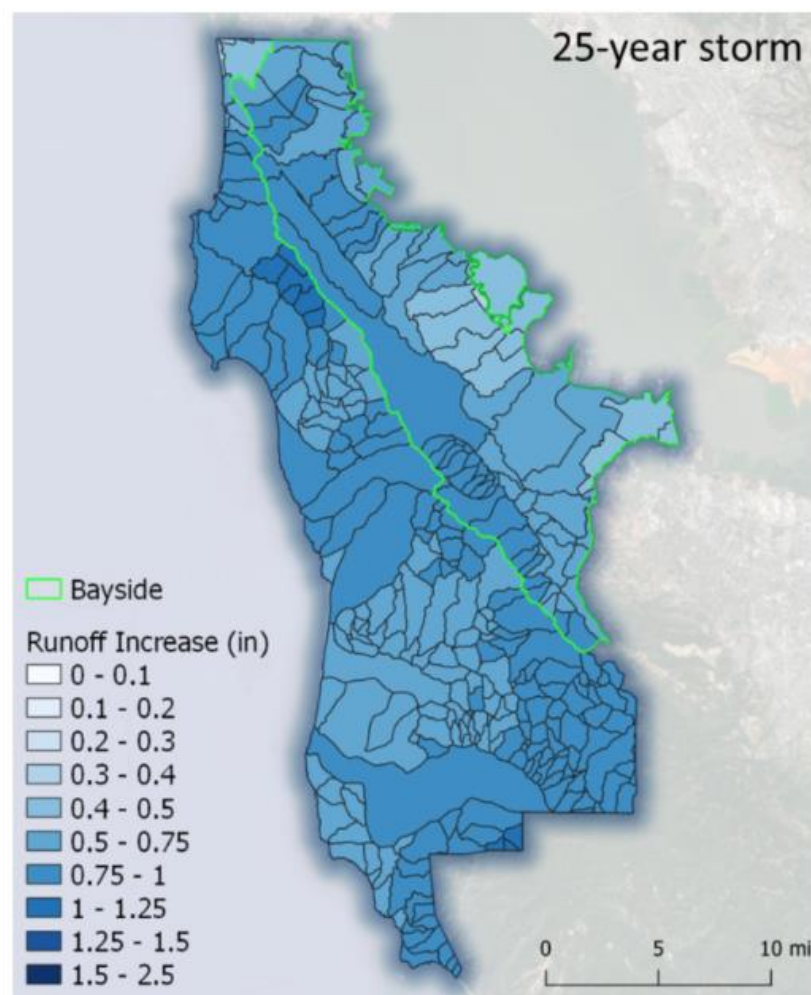 25-year storm
Bayside
Runoff Increase (in)
0 - 0.1
0.1 - 0.2
0.2 - 0.3
0.3 - 0.4
0.4 - 0.5
0.5 - 0.75
0.75 - 1
1 - 1.25
1.25 - 1.5
1.5 - 2.5
0 5 10 mi